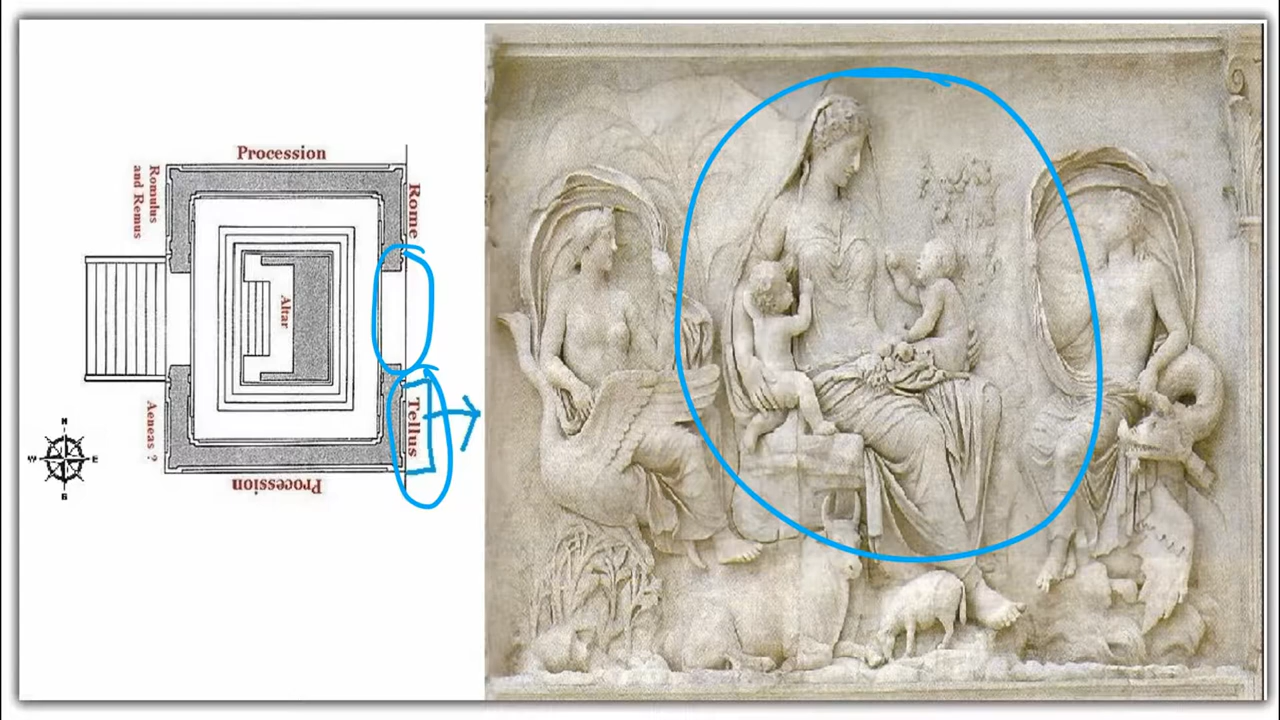 Procession
Romulus
and Remus
Rome
Altar
Tellus
Aeneas ?
Procession
N
W
E
S